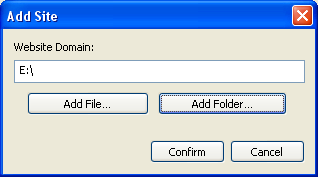 Add Site
Website Domain:
E:\
Add File... Add Folder...
Confirm Cancel